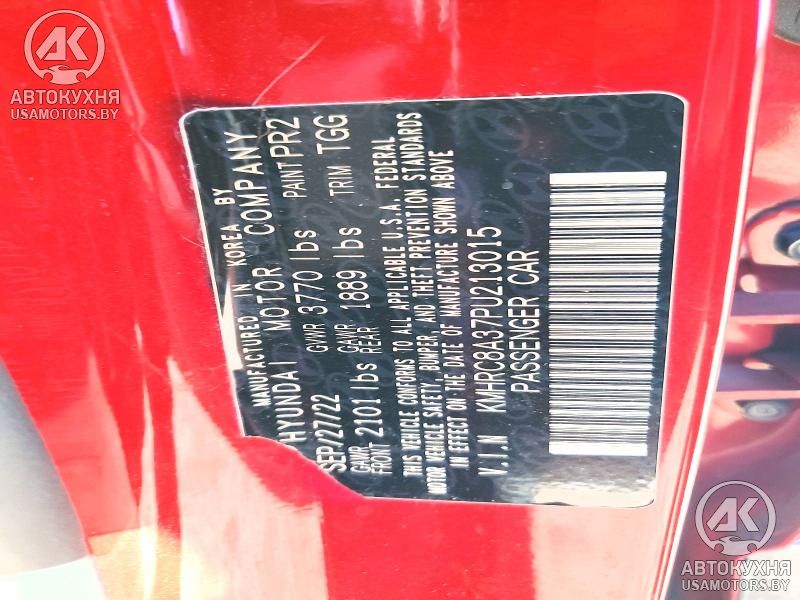 АВТОКУХНЯ
USAMOTORS.BY
MANUFACTURED IN KOREA BY
HYUNDAI MOTOR COMPANY
SEP/27/22 GVWR 3770 lbs PAINT PR2
GAWR FRONT 2101 lbs GAWR REAR 1889 lbs TRIM TGG
THIS VEHICLE CONFORMS TO ALL APPLICABLE U.S.A. FEDERAL
MOTOR VEHICLE SAFETY, BUMPER, AND THEFT PREVENTION STANDARDS
IN EFFECT ON THE DATE OF MANUFACTURE SHOWN ABOVE
V.I.N KMHRC8A37PU213015
PASSENGER CAR
АВТОКУХНЯ
USAMOTORS.BY